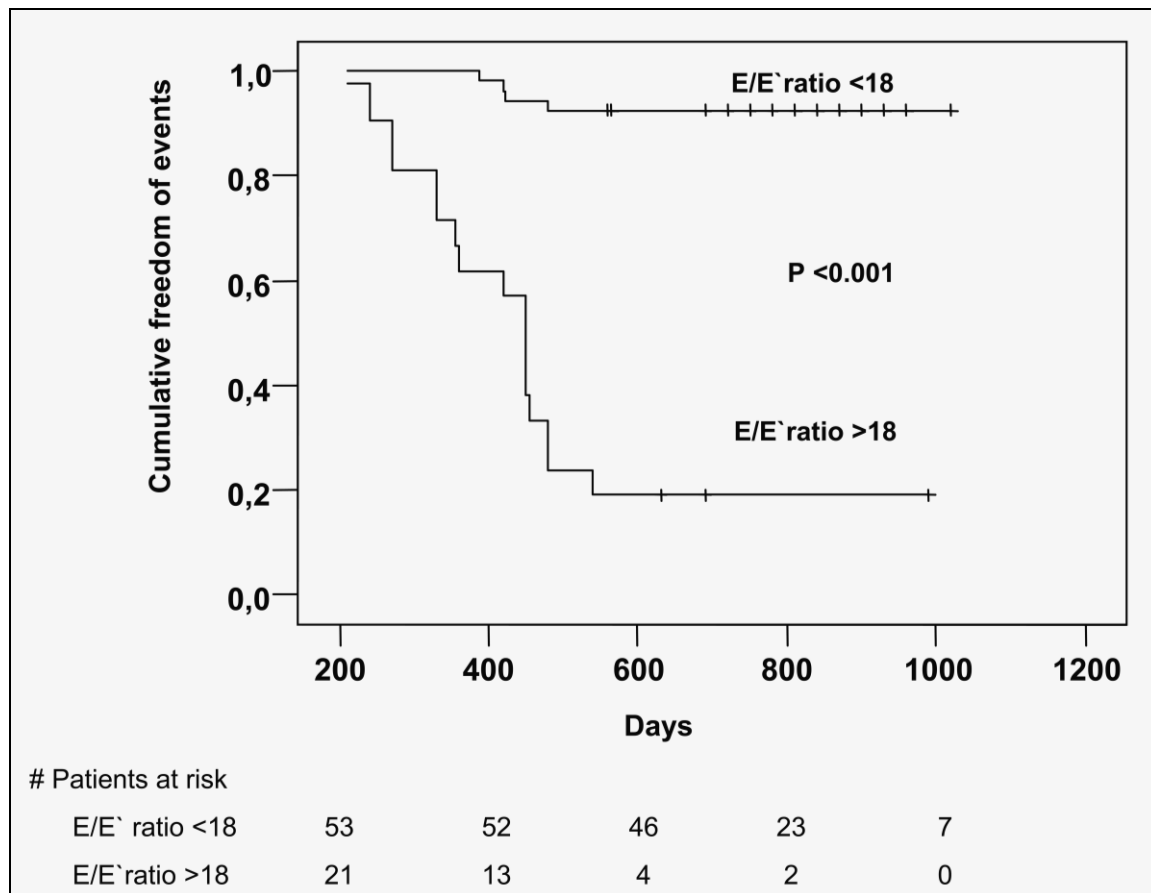 Cumulative freedom of events
1,0
0,8
0,6
0,4
0,2
0,0
E/E`ratio <18
P <0.001
E/E`ratio >18
200 400 600 800 1000 1200
Days
# Patients at risk
E/E` ratio <18 53 52 46 23 7
E/E`ratio >18 21 13 4 2 0